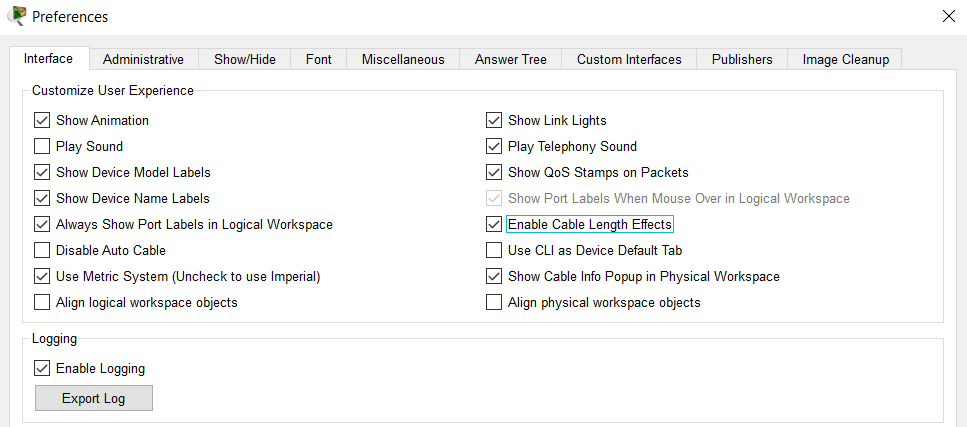 Preferences
Interface
Administrative
Show/Hide
Font
Miscellaneous
Answer Tree
Custom Interfaces
Publishers
Image Cleanup
Customize User Experience
Show Animation
Show Link Lights
Play Sound
Play Telephony Sound
Show Device Model Labels
Show QoS Stamps on Packets
Show Device Name Labels
Show Port Labels When Mouse Over in Logical Workspace
Always Show Port Labels in Logical Workspace
Enable Cable Length Effects
Disable Auto Cable
Use CLI as Device Default Tab
Use Metric System (Uncheck to use Imperial)
Show Cable Info Popup in Physical Workspace
Align logical workspace objects
Align physical workspace objects
Logging
Enable Logging
Export Log